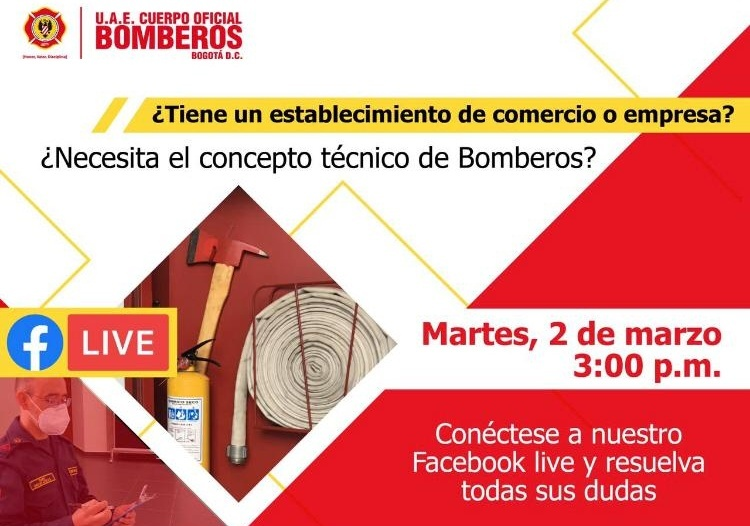 U.A.E. CUERPO OFICIAL
BOMBEROS
BOGOTÁ D.C.
¿Tiene un establecimiento de comercio o empresa?
¿Necesita el concepto técnico de Bomberos?
f LIVE
Martes, 2 de marzo
3:00 p.m.
Conéctese a nuestro
Facebook live y resuelva
todas sus dudas